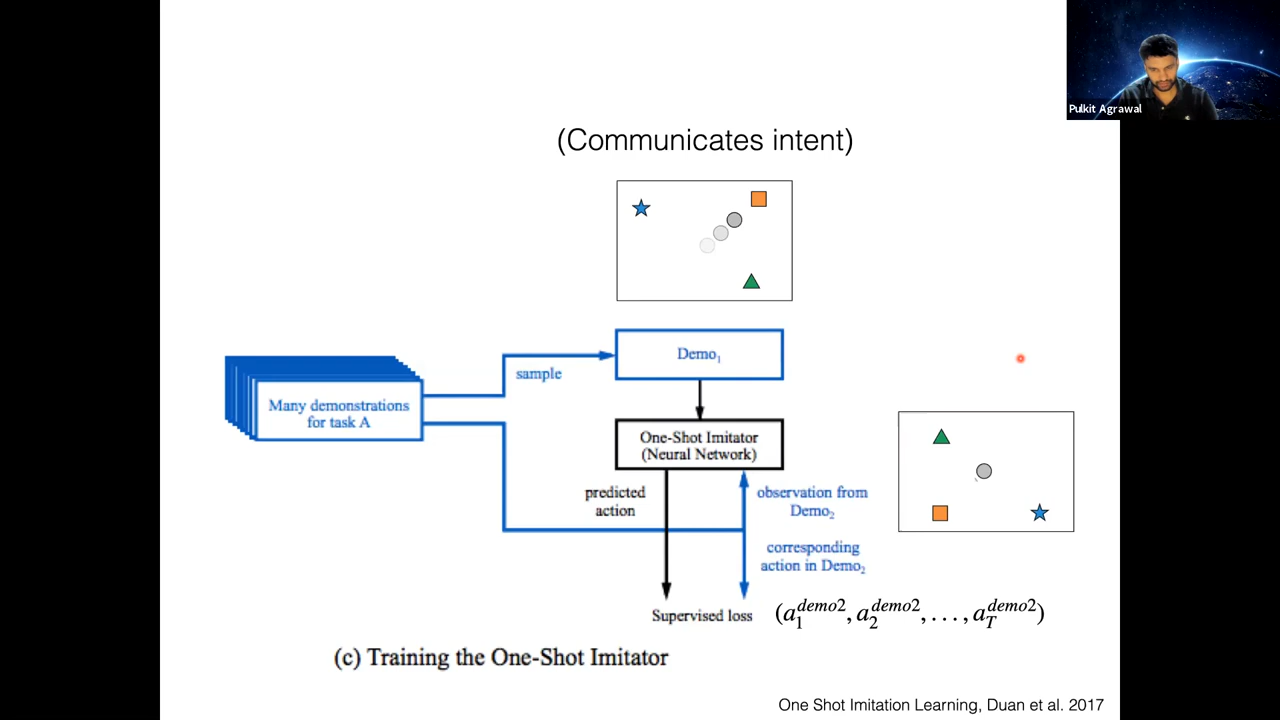 Pulkit Agrawal
(Communicates intent)
Demo1
sample
Many demonstrations
for task A
One-Shot Imitator
(Neural Network)
predicted
action
observation from
Demo2
corresponding
action in Demo2
Supervised loss
(a_1^{demo2}, a_2^{demo2}, . . . , a_T^{demo2})
(c) Training the One-Shot Imitator
One Shot Imitation Learning, Duan et al. 2017